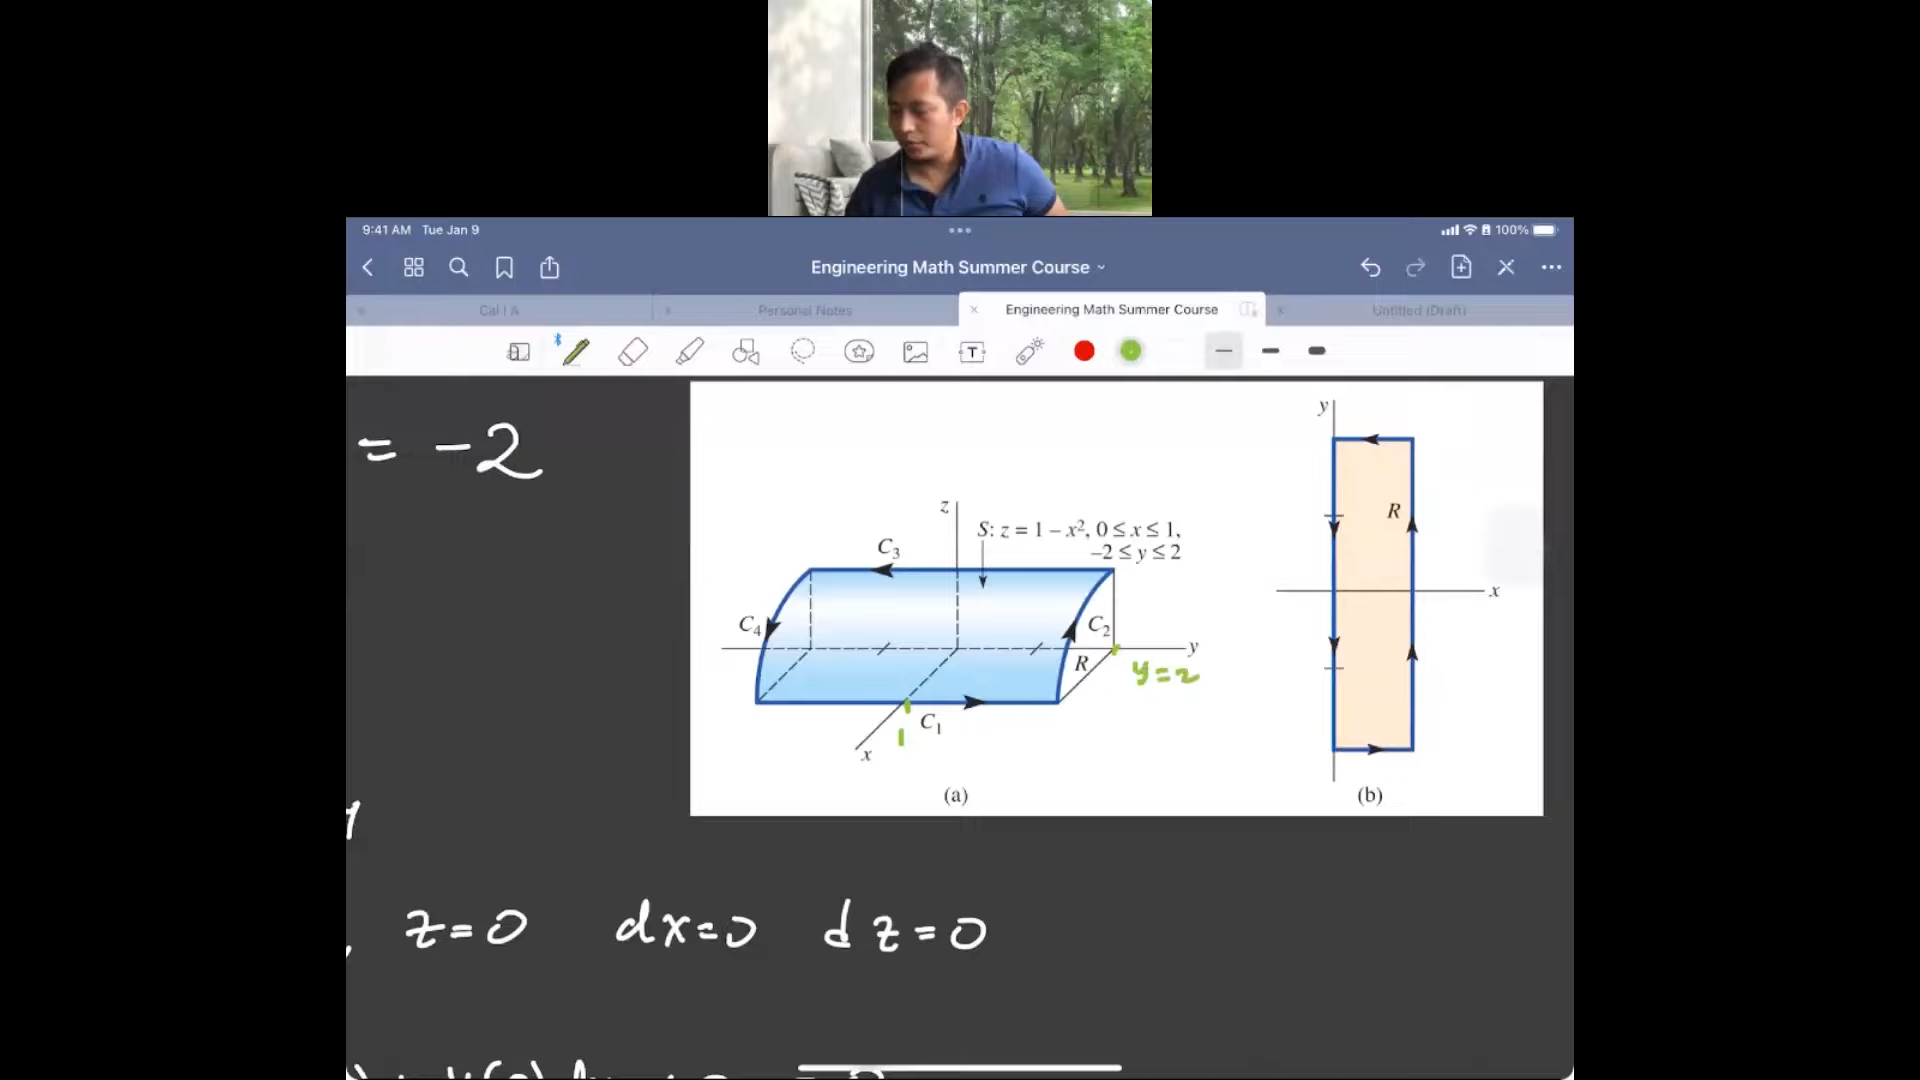 9:41 AM Tue Jan 9
100%
Engineering Math Summer Course
Cal I A
Personal Notes
Engineering Math Summer Course
Untitled (Draft)
T
= -2
z
S: z = 1 – x², 0 ≤ x ≤ 1,
–2 ≤ y ≤ 2
C₃
C₄
C₂
R
y
y=2
C₁
1
x
(a)
y
R
x
(b)
z=0 dx=0 dz=0